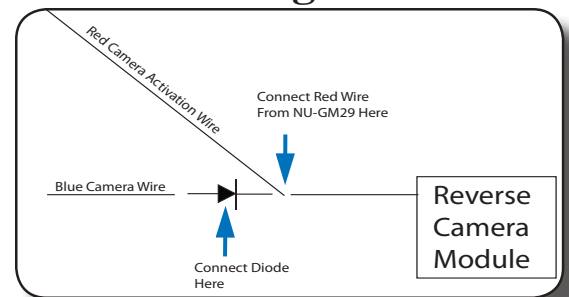 Red Camera Activation Wire
Connect Red Wire
From NU-GM29 Here
Blue Camera Wire
Reverse
Camera
Module
Connect Diode
Here